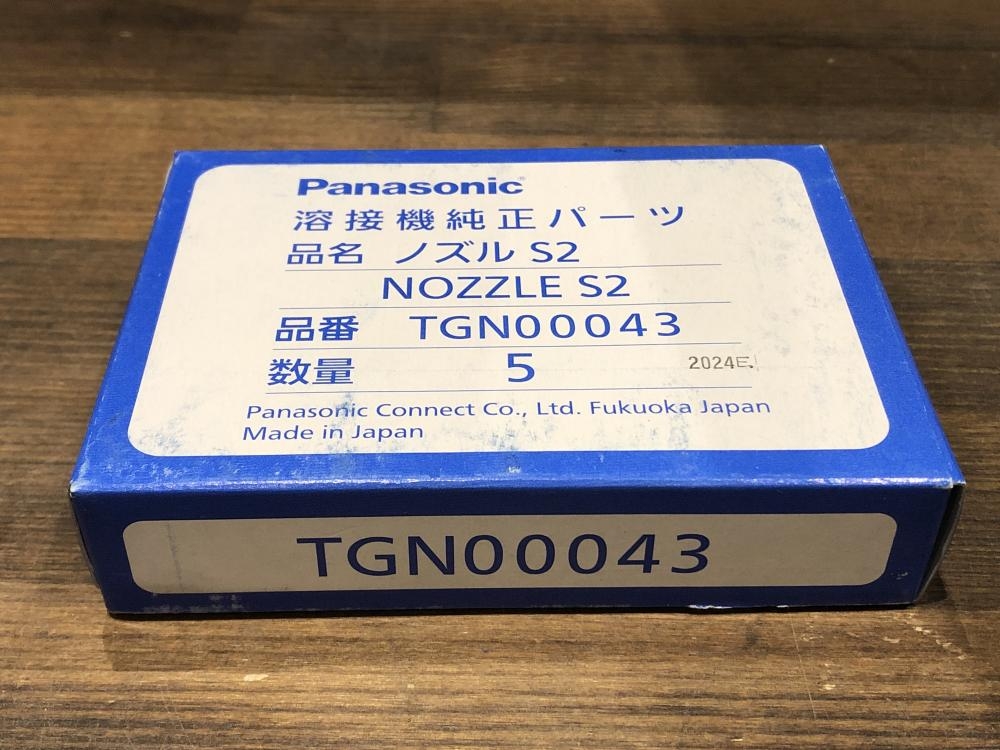 Panasonic
溶接機純正パーツ
品名 ノズル S2
NOZZLE S2
品番 TGN00043
数量 5 2024E.
Panasonic Connect Co., Ltd. Fukuoka Japan
Made in Japan
TGN00043